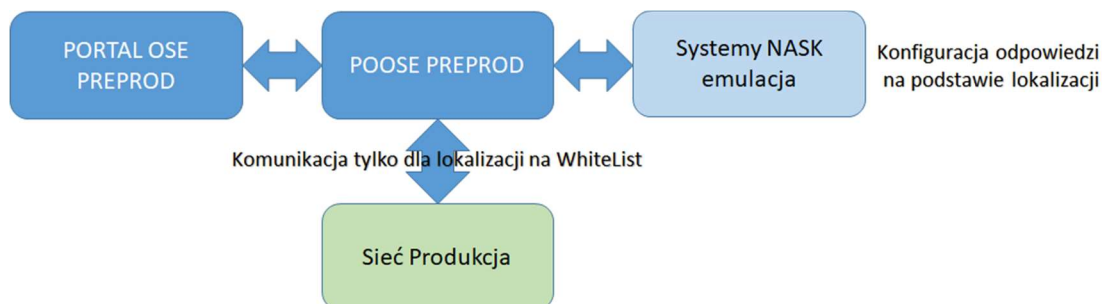 PORTAL OSE
PREPROD
POOSE PREPROD
Systemy NASK
emulacja
Konfiguracja odpowiedzi
na podstawie lokalizacji
Komunikacja tylko dla lokalizacji na WhiteList
Sieć Produkcja